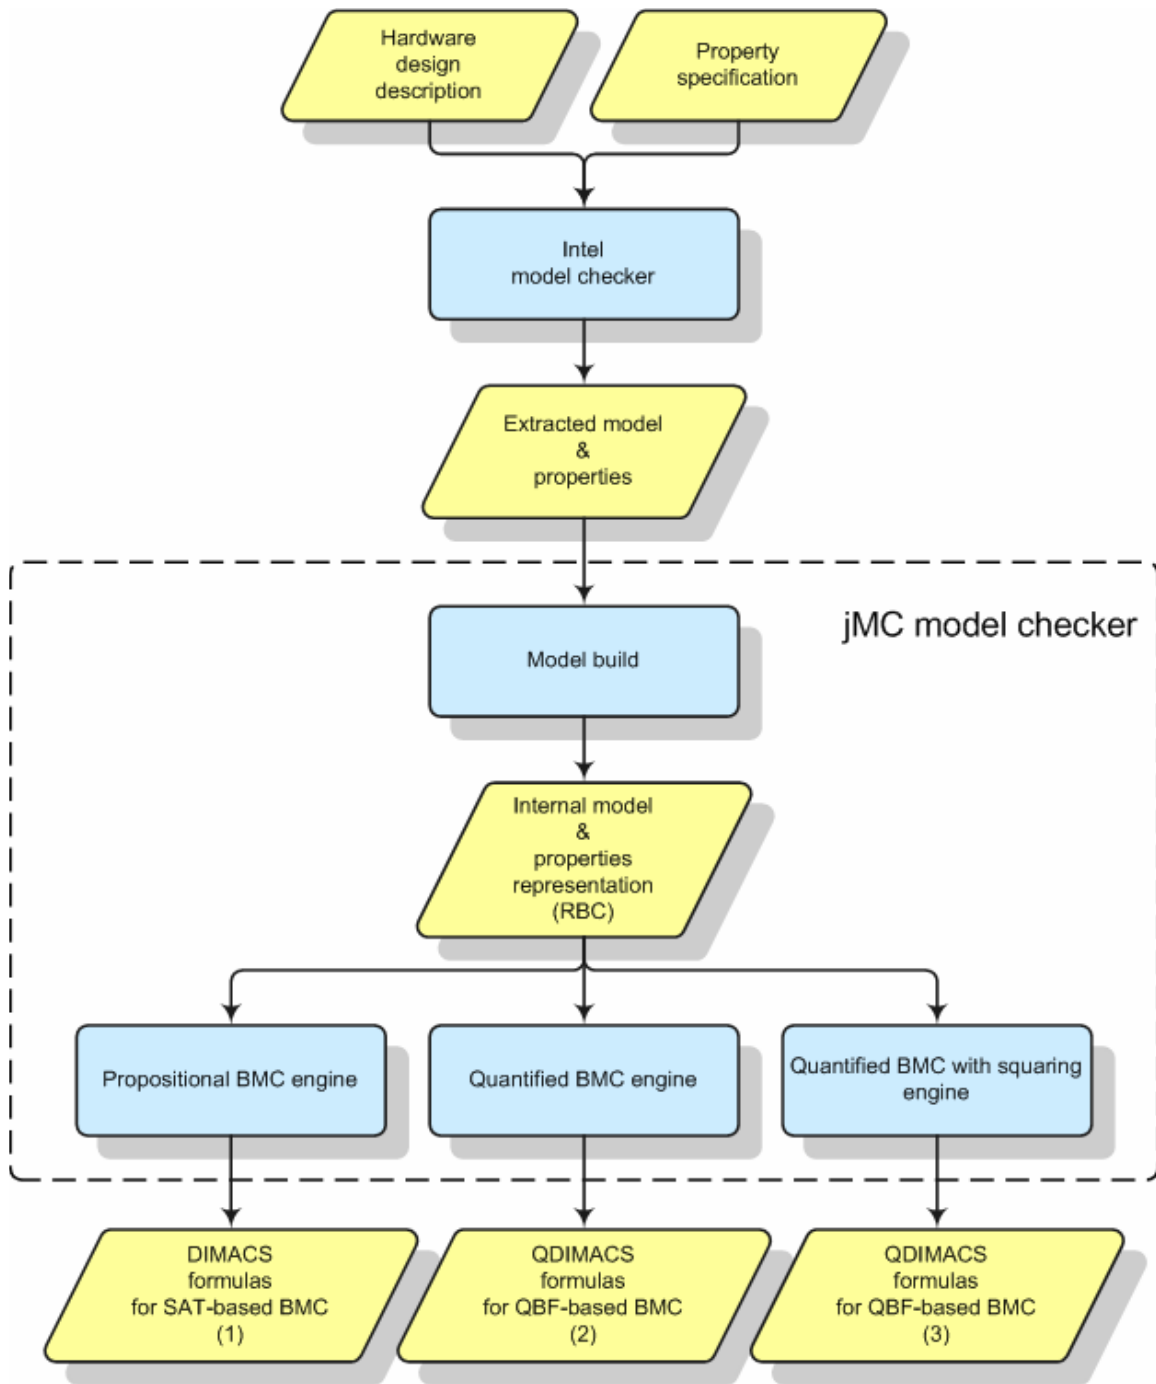 Hardware
design
description
Property
specification
Intel
model checker
Extracted model
&
properties
jMC model checker
Model build
Internal model
&
properties
representation
(RBC)
Propositional BMC engine
Quantified BMC engine
Quantified BMC with squaring
engine
DIMACS
formulas
for SAT-based BMC
(1)
QDIMACS
formulas
for QBF-based BMC
(2)
QDIMACS
formulas
for QBF-based BMC
(3)